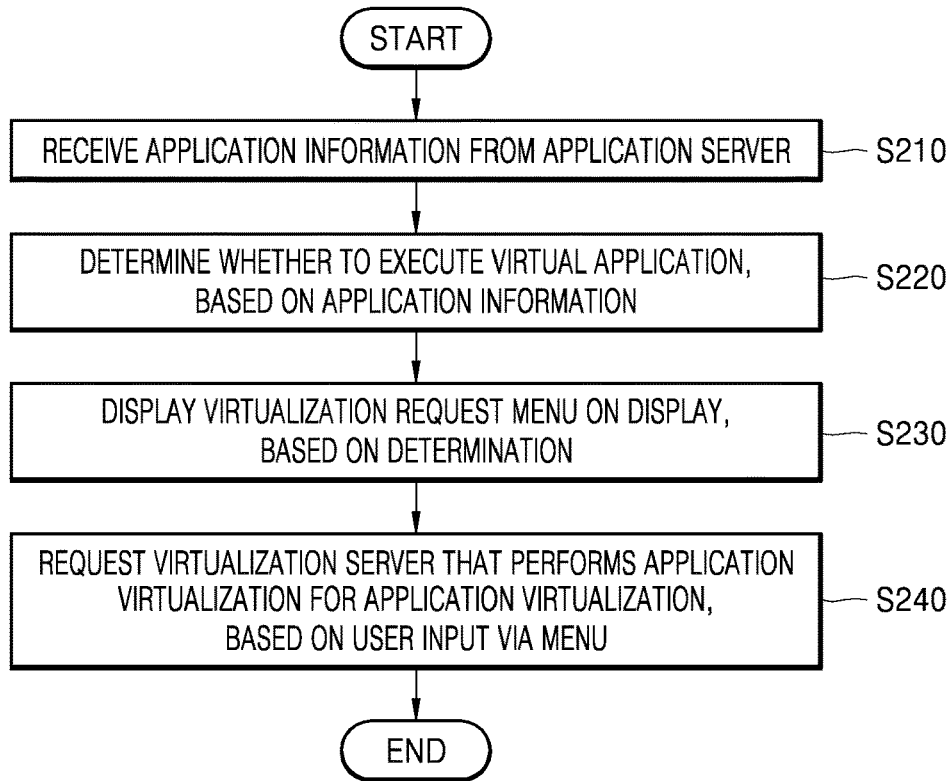 START
RECEIVE APPLICATION INFORMATION FROM APPLICATION SERVER
S210
DETERMINE WHETHER TO EXECUTE VIRTUAL APPLICATION,
BASED ON APPLICATION INFORMATION
S220
DISPLAY VIRTUALIZATION REQUEST MENU ON DISPLAY,
BASED ON DETERMINATION
S230
REQUEST VIRTUALIZATION SERVER THAT PERFORMS APPLICATION
VIRTUALIZATION FOR APPLICATION VIRTUALIZATION,
BASED ON USER INPUT VIA MENU
S240
END